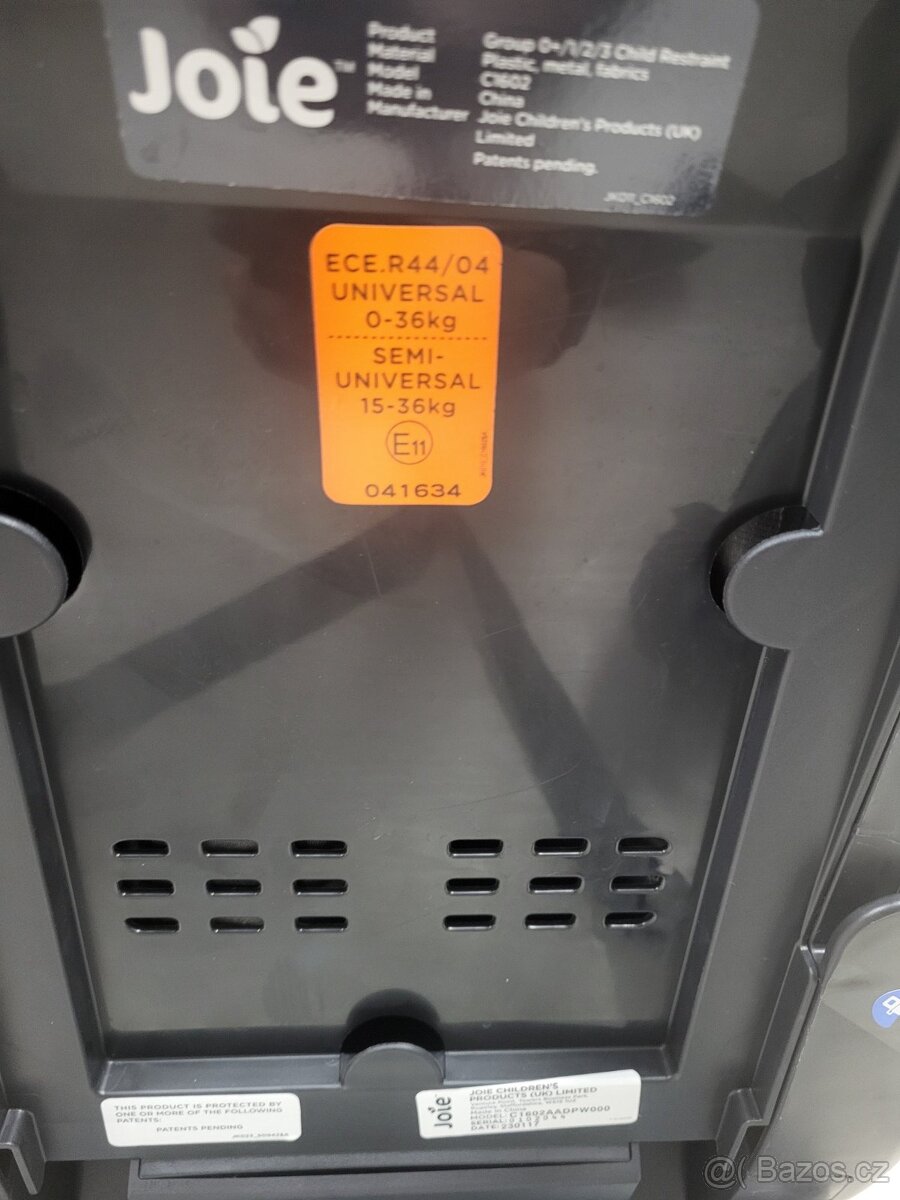 Joie™
Product Group 0+/1/2/3 Child Restraint
Material Plastic, metal, fabrics
Model C1602
Made in China
Manufacturer Joie Children's Products (UK)
Limited
Patents pending.
ECE.R44/04
UNIVERSAL
0-36kg
SEMI-
UNIVERSAL
15-36kg
E11
041634
THIS PRODUCT IS PROTECTED BY
ONE OR MORE OF THE FOLLOWING
PATENTS:
PATENTS PENDING
Joie
JOIE CHILDREN'S
PRODUCTS (UK) LIMITED
Made in China
MODEL: C1602AADPW000
SERIAL:
DATE: 230117
@ Bazos.cz